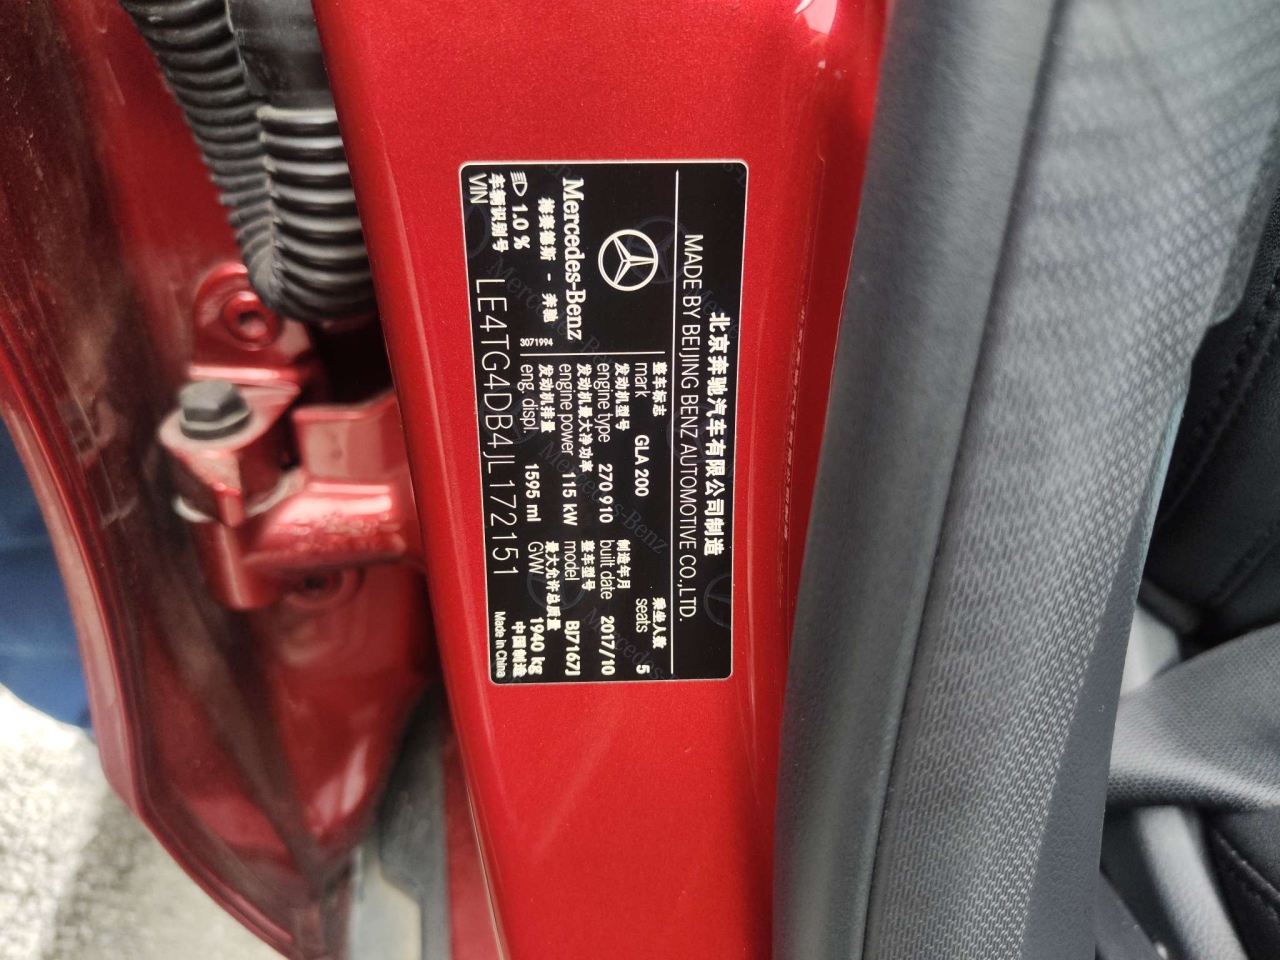 北京奔驰汽车有限公司制造
MADE BY BEIJING BENZ AUTOMOTIVE CO.,LTD.
Mercedes-Benz
梅赛德斯 - 奔驰
整车标志
mark GLA 200
乘坐人数
seats 5
发动机型号
engine type 270 910
制造年月
built date 2017/10
发动机最大净功率
engine power 115 kW
整车型号
model BJ7167J
发动机排量
eng. displ. 1595 ml
最大允许总质量
GVW 1940 kg
1.0 %
3071994
车辆识别号
VIN LE4TG4DB4JL172151
中国制造
Made in China